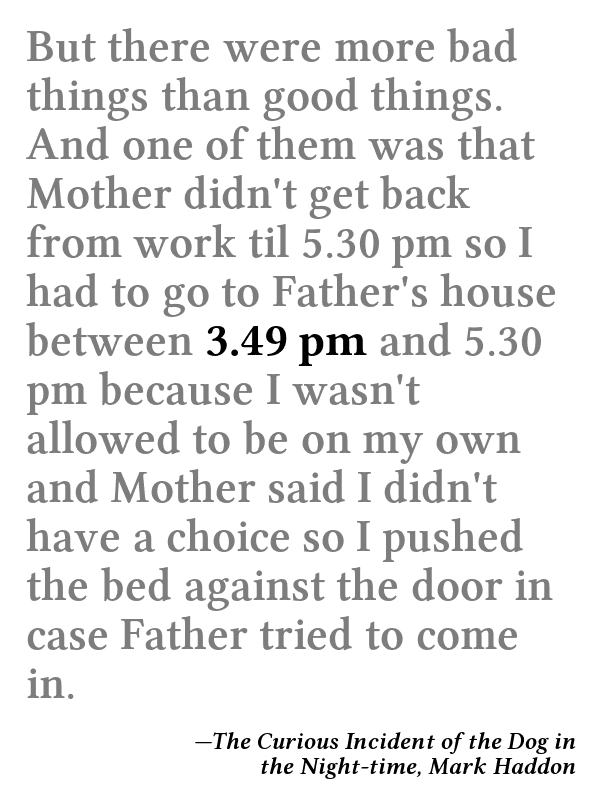 But there were more bad
things than good things.
And one of them was that
Mother didn't get back
from work til 5.30 pm so I
had to go to Father's house
between 3.49 pm and 5.30
pm because I wasn't
allowed to be on my own
and Mother said I didn't
have a choice so I pushed
the bed against the door in
case Father tried to come
in.
—The Curious Incident of the Dog in
the Night-time, Mark Haddon